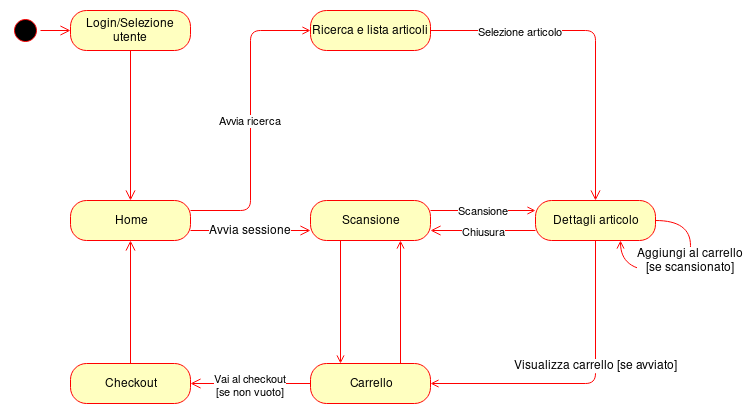 Login/Selezione
utente
Ricerca e lista articoli
Selezione articolo
Avvia ricerca
Home
Avvia sessione
Scansione
Scansione
Chiusura
Dettagli articolo
Aggiungi al carrello
[se scansionato]
Visualizza carrello [se avviato]
Checkout
Vai al checkout
[se non vuoto]
Carrello